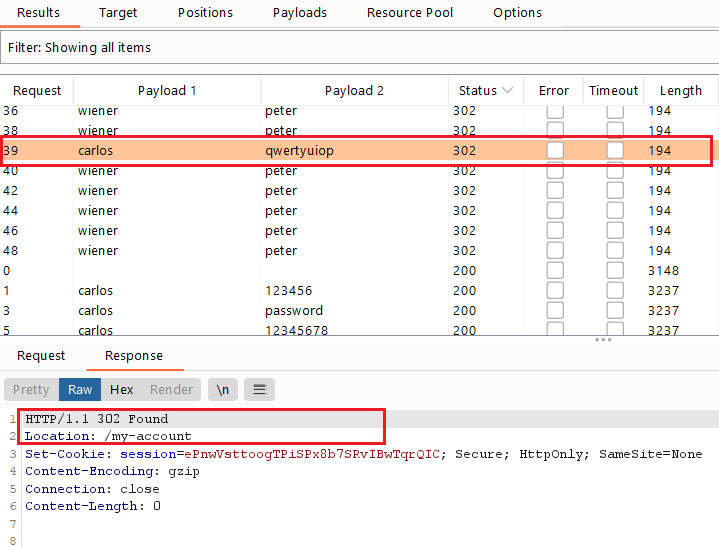 Results Target Positions Payloads Resource Pool Options
Filter: Showing all items
Request Payload 1 Payload 2 Status Error Timeout Length
36 wiener peter 302 194
38 wiener peter 302 194
39 carlos qwertyuiop 302 194
40 wiener peter 302 194
42 wiener peter 302 194
44 wiener peter 302 194
46 wiener peter 302 194
48 wiener peter 302 194
0 200 3148
1 carlos 123456 200 3237
3 carlos password 200 3237
5 carlos 12345678 200 3237
Request Response
Pretty Raw Hex Render \n
1 HTTP/1.1 302 Found
2 Location: /my-account
3 Set-Cookie: session=ePnwVsttoogTPiSPx8b7SRvIBwTqrQIC; Secure; HttpOnly; SameSite=None
4 Content-Encoding: gzip
5 Connection: close
6 Content-Length: 0
7
8